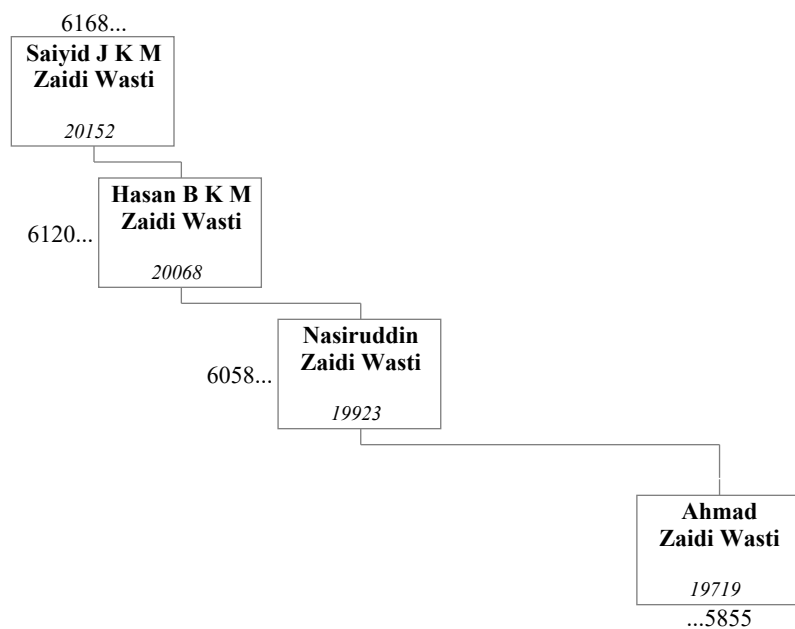 6168...
Saiyid J K M
Zaidi Wasti
20152
Hasan B K M
Zaidi Wasti
6120...
20068
Nasiruddin
Zaidi Wasti
6058...
19923
Ahmad
Zaidi Wasti
19719
...5855